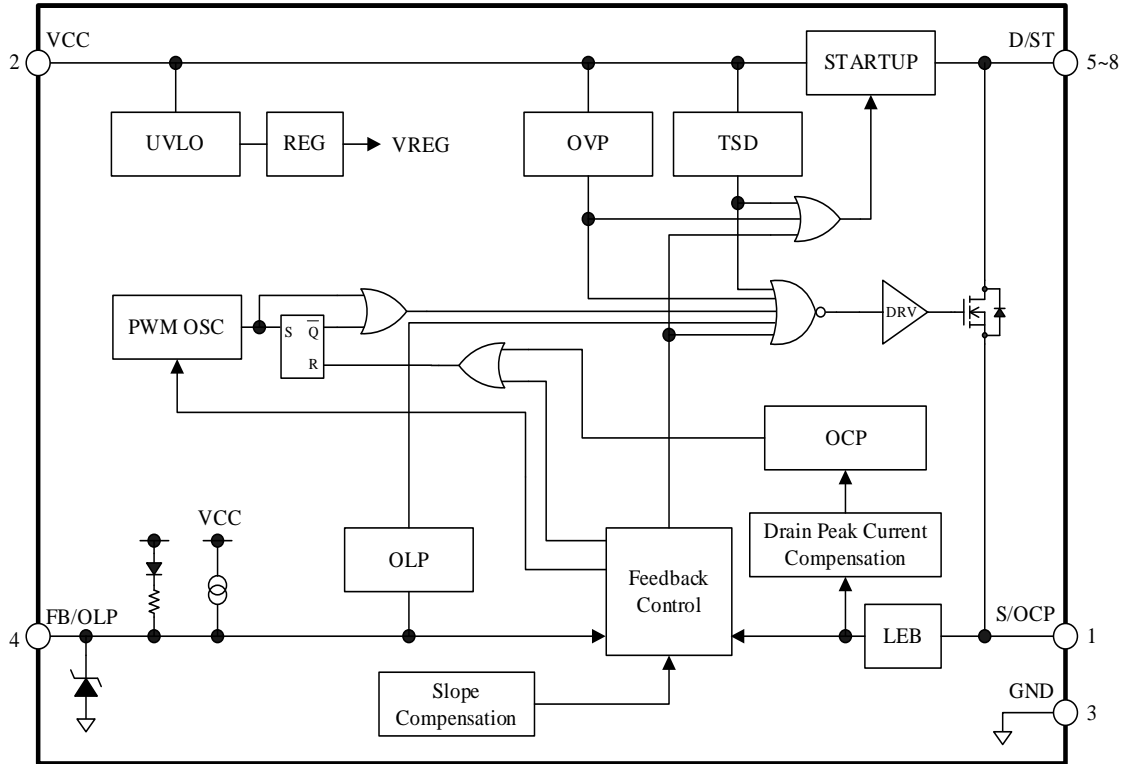 VCC
D/ST
2
STARTUP
5~8
UVLO
REG
VREG
OVP
TSD
PWM OSC
S
Q̅
R
DRV
OCP
VCC
OLP
Drain Peak Current
Compensation
Feedback
Control
FB/OLP
S/OCP
4
LEB
1
Slope
Compensation
GND
3